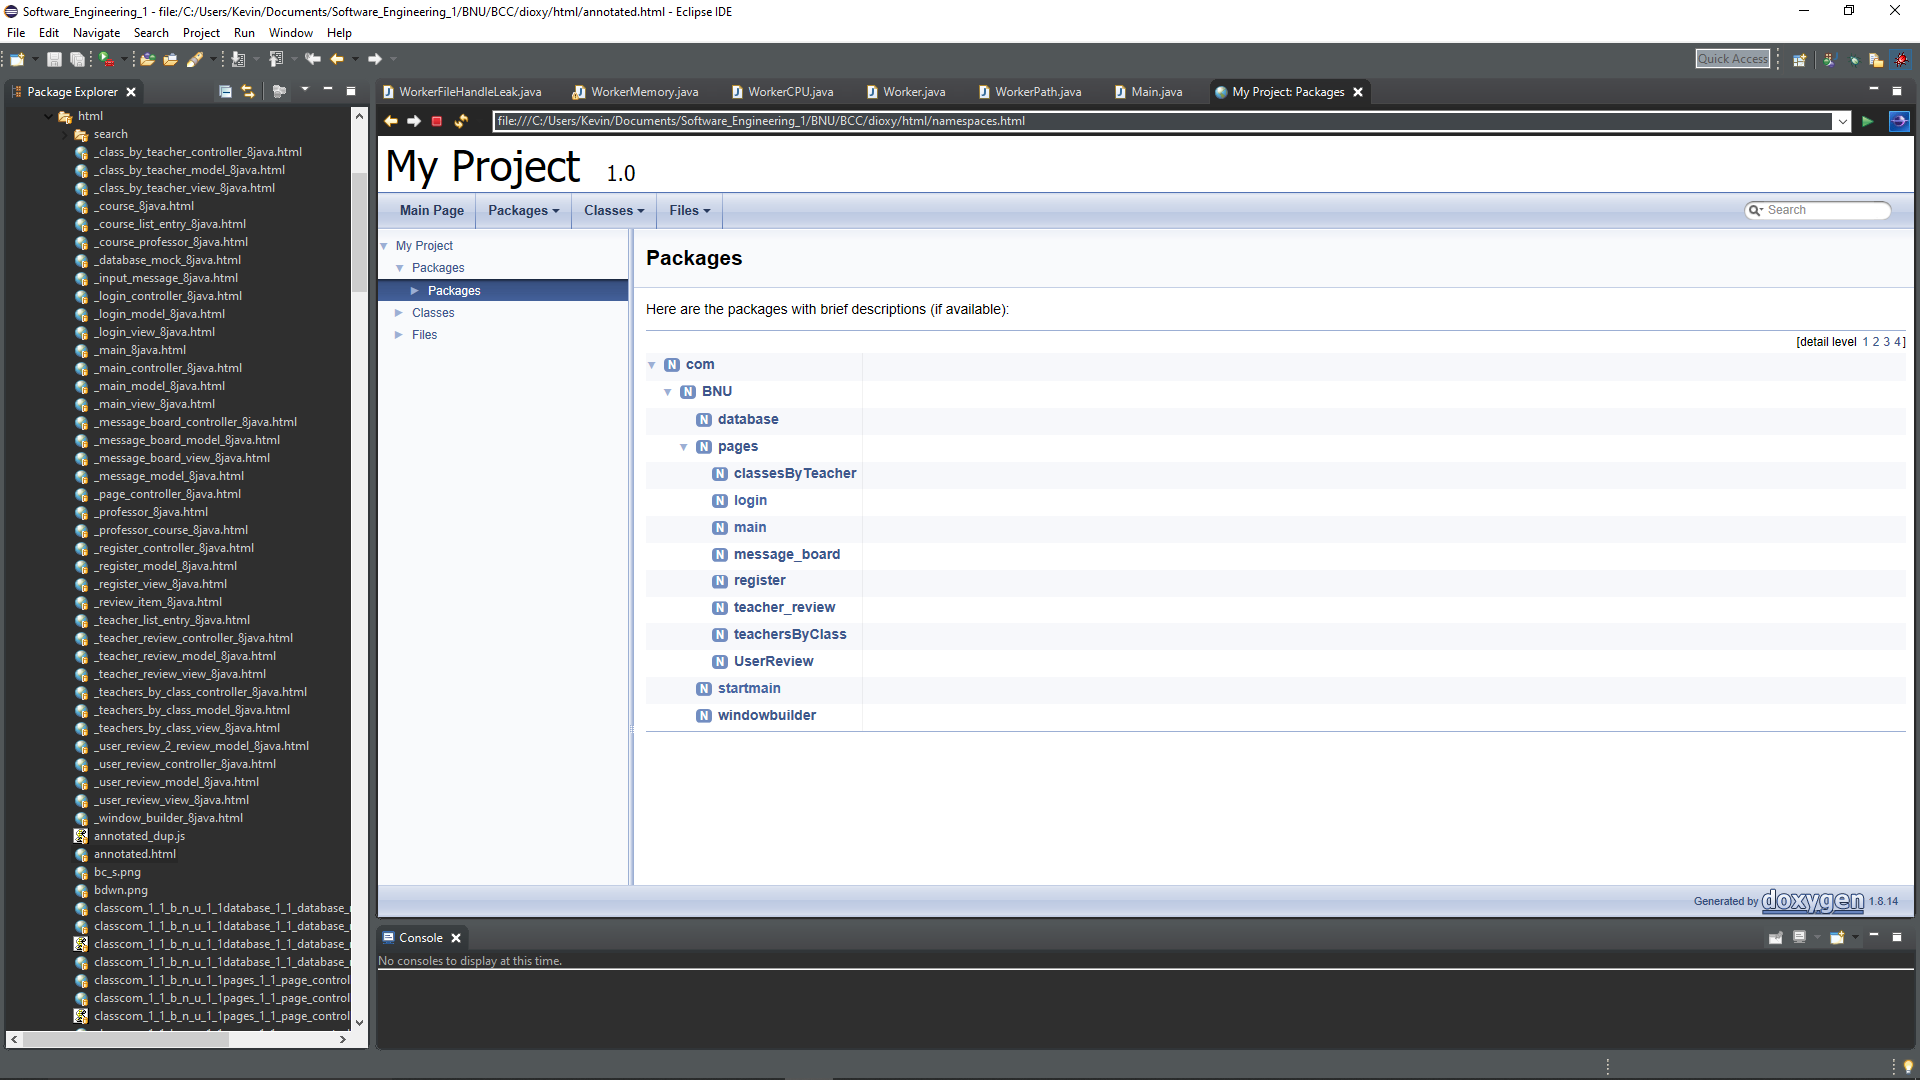 Software_Engineering_1 - file:/C:/Users/Kevin/Documents/Software_Engineering_1/BNU/BCC/dioxy/html/annotated.html - Eclipse IDE
File Edit Navigate Search Project Run Window Help
Quick Access
Package Explorer
html
search
_class_by_teacher_controller_8java.html
_class_by_teacher_model_8java.html
_class_by_teacher_view_8java.html
_course_8java.html
_course_list_entry_8java.html
_course_professor_8java.html
_database_mock_8java.html
_input_message_8java.html
_login_controller_8java.html
_login_model_8java.html
_login_view_8java.html
_main_8java.html
_main_controller_8java.html
_main_model_8java.html
_main_view_8java.html
_message_board_controller_8java.html
_message_board_model_8java.html
_message_board_view_8java.html
_message_model_8java.html
_page_controller_8java.html
_professor_8java.html
_professor_course_8java.html
_register_controller_8java.html
_register_model_8java.html
_register_view_8java.html
_review_item_8java.html
_teacher_list_entry_8java.html
_teacher_review_controller_8java.html
_teacher_review_model_8java.html
_teacher_review_view_8java.html
_teachers_by_class_controller_8java.html
_teachers_by_class_model_8java.html
_teachers_by_class_view_8java.html
_user_review_2_review_model_8java.html
_user_review_controller_8java.html
_user_review_model_8java.html
_user_review_view_8java.html
_window_builder_8java.html
annotated_dup.js
annotated.html
bc_s.png
bdwn.png
classcom_1_1_b_n_u_1_1database_1_1_database_
classcom_1_1_b_n_u_1_1database_1_1_database_
classcom_1_1_b_n_u_1_1database_1_1_database_
classcom_1_1_b_n_u_1_1database_1_1_database_
classcom_1_1_b_n_u_1_1pages_1_1_page_control
classcom_1_1_b_n_u_1_1pages_1_1_page_control
classcom_1_1_b_n_u_1_1pages_1_1_page_control
WorkerFileHandleLeak.java WorkerMemory.java WorkerCPU.java Worker.java WorkerPath.java Main.java My Project: Packages
file:///C:/Users/Kevin/Documents/Software_Engineering_1/BNU/BCC/dioxy/html/namespaces.html
My Project 1.0
Main Page Packages Classes Files Search
My Project
Packages
Packages
Classes
Files
Packages
Here are the packages with brief descriptions (if available):
[detail level 1 2 3 4]
N com
N BNU
N database
N pages
N classesByTeacher
N login
N main
N message_board
N register
N teacher_review
N teachersByClass
N UserReview
N startmain
N windowbuilder
Generated by doxygen 1.8.14
Console
No consoles to display at this time.